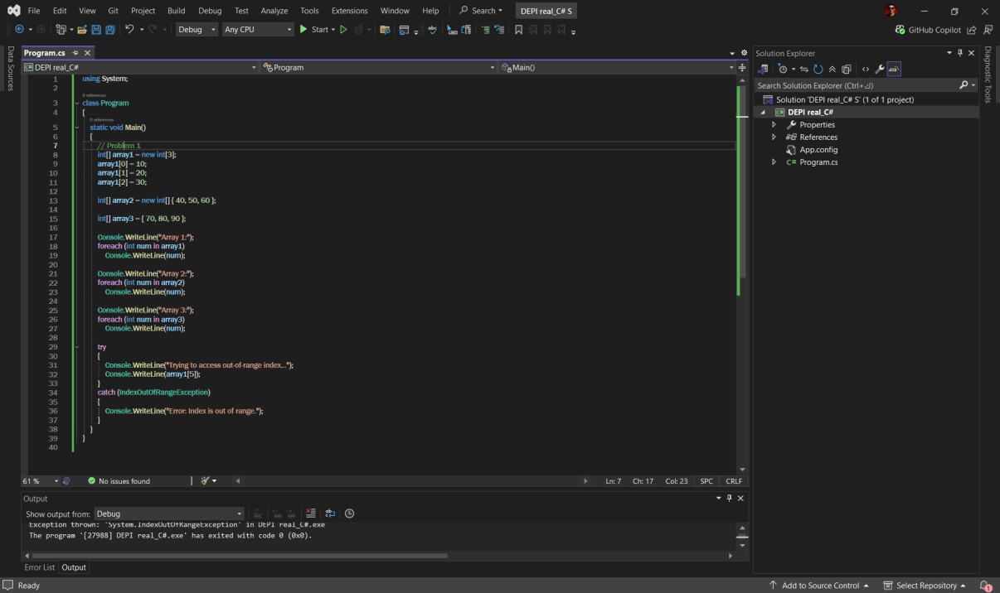 File Edit View Git Project Build Debug Test Analyze Tools Extensions Window Help Search DEPI real_C# S
Debug Any CPU Start GitHub Copilot
Data Sources
Program.cs
DEPI real_C# Program Main()
1 using System;
2
0 references
3 class Program
4 {
0 references
5 static void Main()
6 {
7 // Problem 1
8 int[] array1 = new int[3];
9 array1[0] = 10;
10 array1[1] = 20;
11 array1[2] = 30;
12
13 int[] array2 = new int[] { 40, 50, 60 };
14
15 int[] array3 = { 70, 80, 90 };
16
17 Console.WriteLine("Array 1:");
18 foreach (int num in array1)
19 Console.WriteLine(num);
20
21 Console.WriteLine("Array 2:");
22 foreach (int num in array2)
23 Console.WriteLine(num);
24
25 Console.WriteLine("Array 3:");
26 foreach (int num in array3)
27 Console.WriteLine(num);
28
29 try
30 {
31 Console.WriteLine("Trying to access out-of-range index...");
32 Console.WriteLine(array1[5]);
33 }
34 catch (IndexOutOfRangeException)
35 {
36 Console.WriteLine("Error: Index is out of range.");
37 }
38 }
39 }
40
61 % No issues found Ln: 7 Ch: 17 Col: 23 SPC CRLF
Output
Show output from: Debug
Exception thrown: 'System.IndexOutOfRangeException' in DEPI real_C#.exe
The program '[27988] DEPI real_C#.exe' has exited with code 0 (0x0).
Error List Output
Solution Explorer
Search Solution Explorer (Ctrl+ك)
Solution 'DEPI real_C# S' (1 of 1 project)
DEPI real_C#
Properties
References
App.config
C# Program.cs
Diagnostic Tools
Ready Add to Source Control Select Repository 1